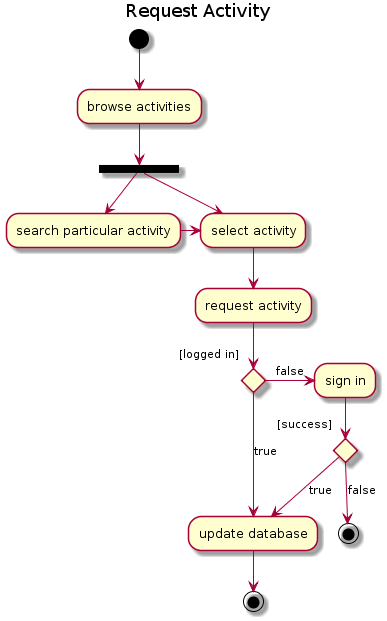 Request Activity
browse activities
search particular activity
select activity
request activity
[logged in]
false
sign in
[success]
true
true
false
update database